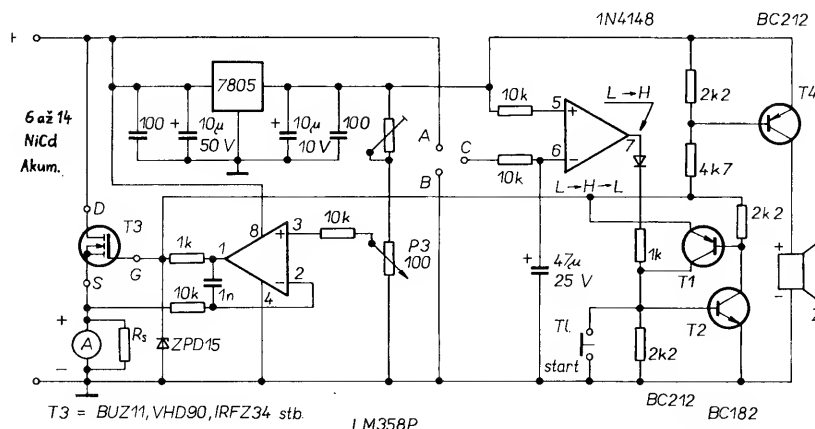 1N4148
BC212
+
7805
10k
5
+
L→H
2k2
T4
6 až 14
NiCd
Akum.
100
+
10µ
50 V
+
10µ
10 V
100
A
C
B
6
-
7
10k
4k7
L→H→L
D
T3
G
S
8
+
3
10k
P3
100
1k
1
2
-
4
10k
1n
2k2
+
47µ
25 V
1k
T1
+
-
+
A
-
Rs
ZPD15
Tl.
start
2k2
T2
T3 = BUZ11, VHD90, IRFZ34 stb.
LM358P
BC212
BC182